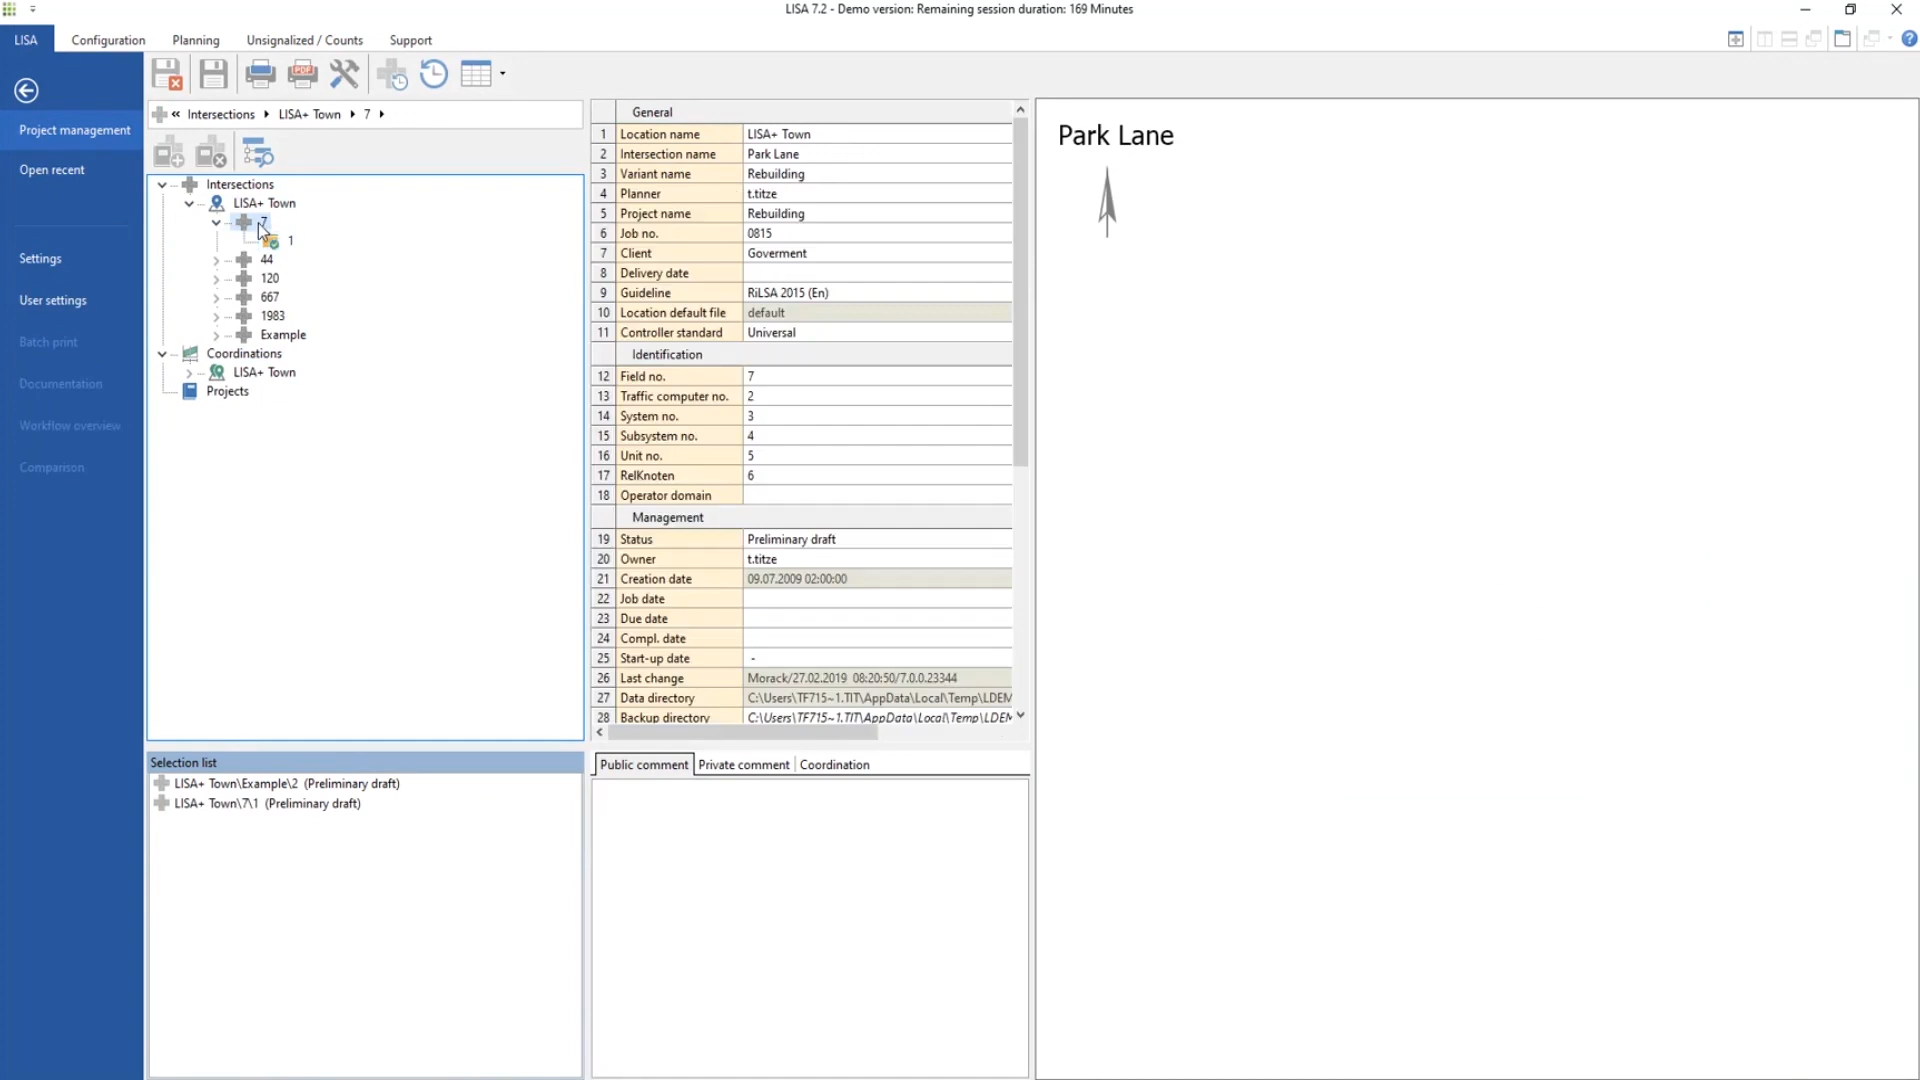 LISA 7.2 - Demo version: Remaining session duration: 169 Minutes
LISA Configuration Planning Unsignalized / Counts Support
PDF
Project management
Open recent
Settings
User settings
Batch print
Documentation
Workflow overview
Comparison
« Intersections LISA+ Town 7
Intersections
LISA+ Town
7
1
44
120
667
1983
Example
Coordinations
LISA+ Town
Projects
Selection list
LISA+ Town\Example\2 (Preliminary draft)
LISA+ Town\7\1 (Preliminary draft)
General
1 Location name LISA+ Town
2 Intersection name Park Lane
3 Variant name Rebuilding
4 Planner t.titze
5 Project name Rebuilding
6 Job no. 0815
7 Client Goverment
8 Delivery date
9 Guideline RiLSA 2015 (En)
10 Location default file default
11 Controller standard Universal
Identification
12 Field no. 7
13 Traffic computer no. 2
14 System no. 3
15 Subsystem no. 4
16 Unit no. 5
17 RelKnoten 6
18 Operator domain
Management
19 Status Preliminary draft
20 Owner t.titze
21 Creation date 09.07.2009 02:00:00
22 Job date
23 Due date
24 Compl. date
25 Start-up date -
26 Last change Morack/27.02.2019 08:20:50/7.0.0.23344
27 Data directory C:\Users\TF715~1.TIT\AppData\Local\Temp\LDEM
28 Backup directory C:\Users\TF715~1.TIT\AppData\Local\Temp\LDEM
Public comment Private comment Coordination
Park Lane